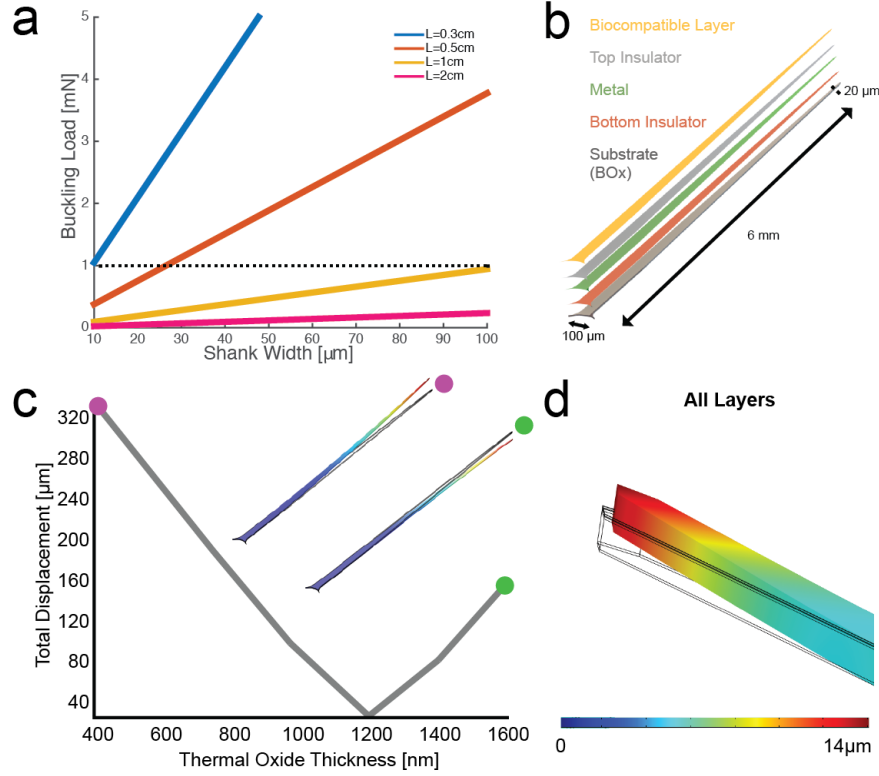 a
Buckling Load [mN]
5
4
3
2
1
0
10 20 30 40 50 60 70 80 90 100
Shank Width [µm]
L=0.3cm
L=0.5cm
L=1cm
L=2cm
b
Biocompatible Layer
Top Insulator
Metal
Bottom Insulator
Substrate
(BOx)
20 µm
6 mm
100 µm
c
Total Displacement [µm]
320
280
240
200
160
120
80
40
400 600 800 1000 1200 1400 1600
Thermal Oxide Thickness [nm]
d
All Layers
0 14µm